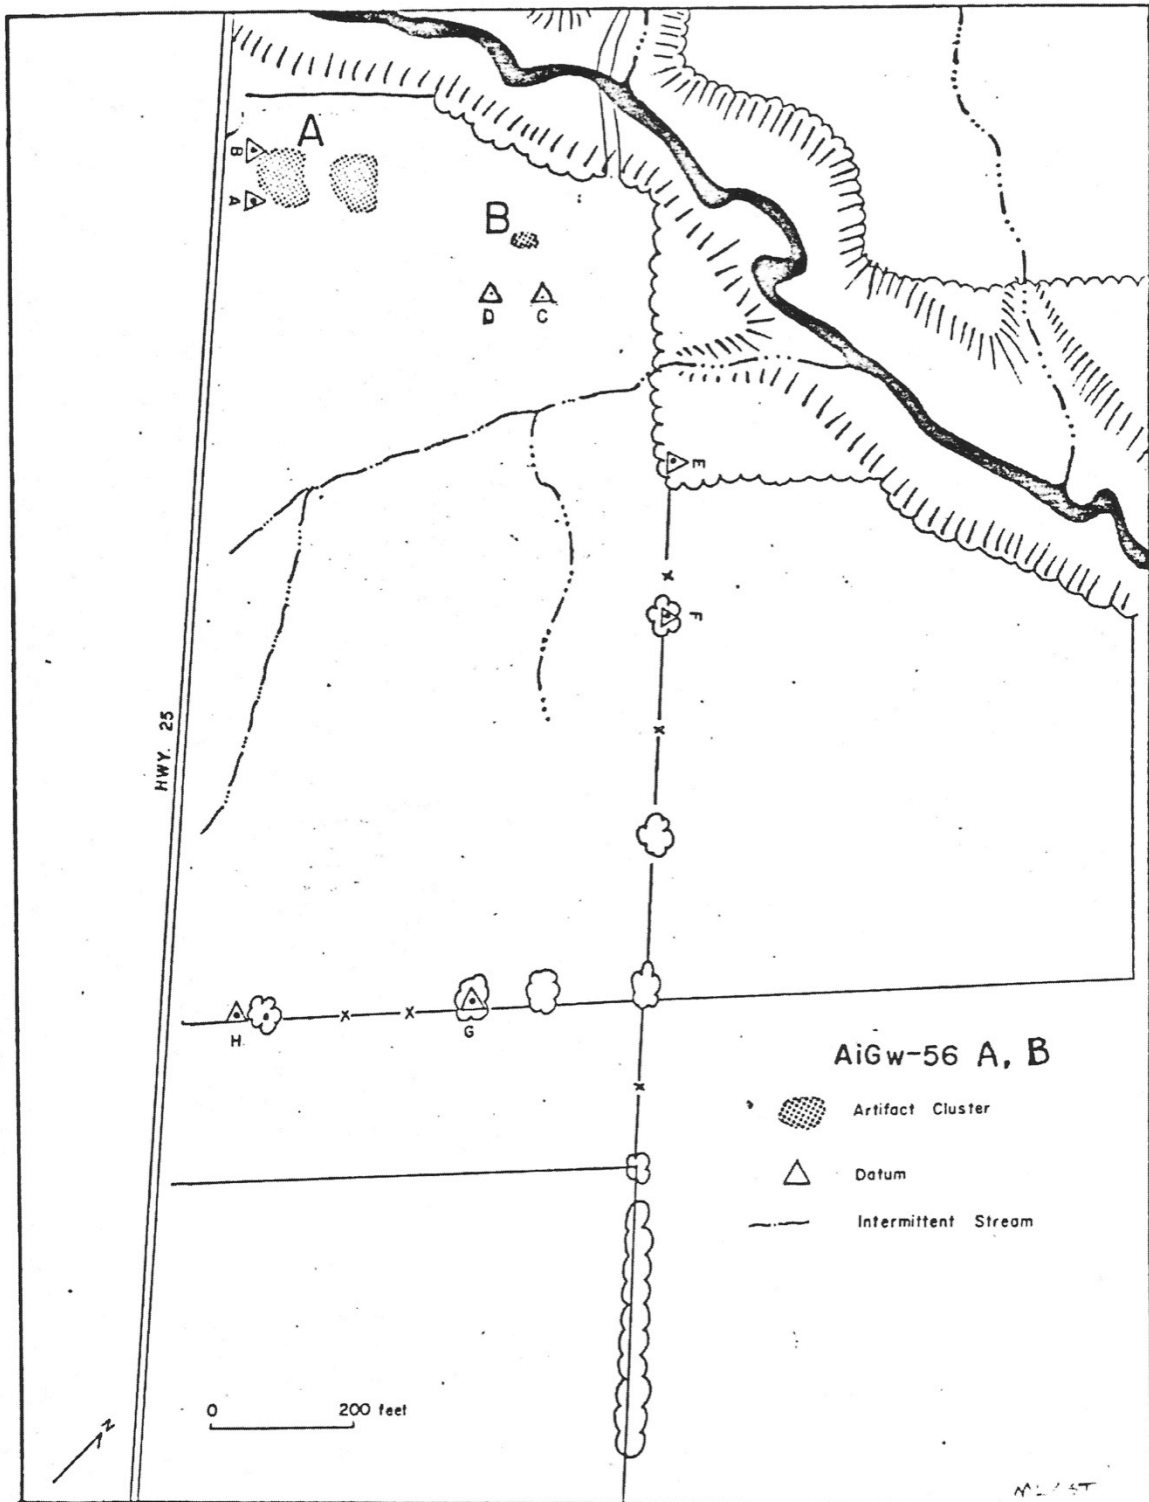 A
B
A
B
D
C
E
F
HWY. 25
H
G
AiGw-56 A, B
Artifact Cluster
Datum
Intermittent Stream
0 200 feet
N